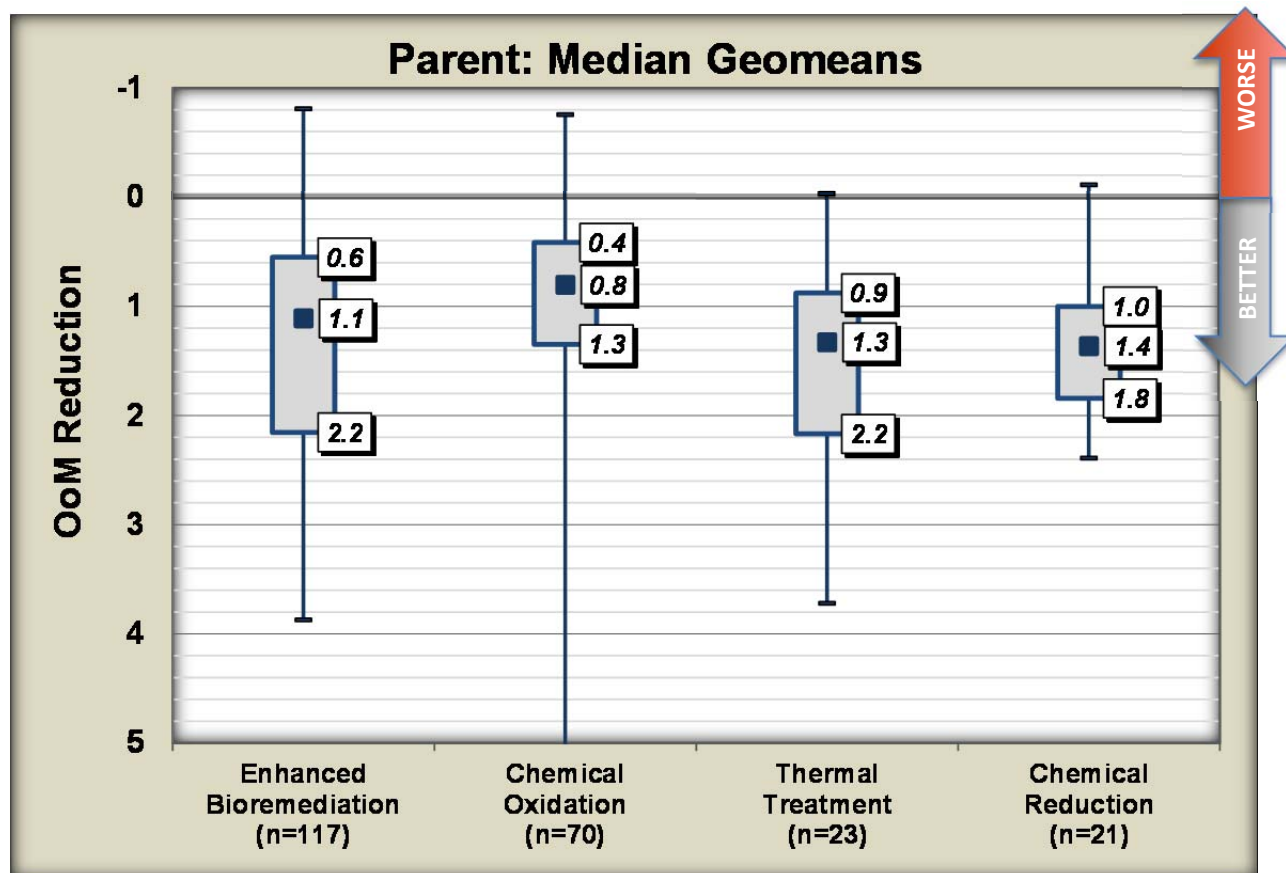 Parent: Median Geomeans
WORSE
BETTER
OoM Reduction
-1
0
1
2
3
4
5
0.6
1.1
2.2
0.4
0.8
1.3
0.9
1.3
2.2
1.0
1.4
1.8
Enhanced
Bioremediation
(n=117)
Chemical
Oxidation
(n=70)
Thermal
Treatment
(n=23)
Chemical
Reduction
(n=21)